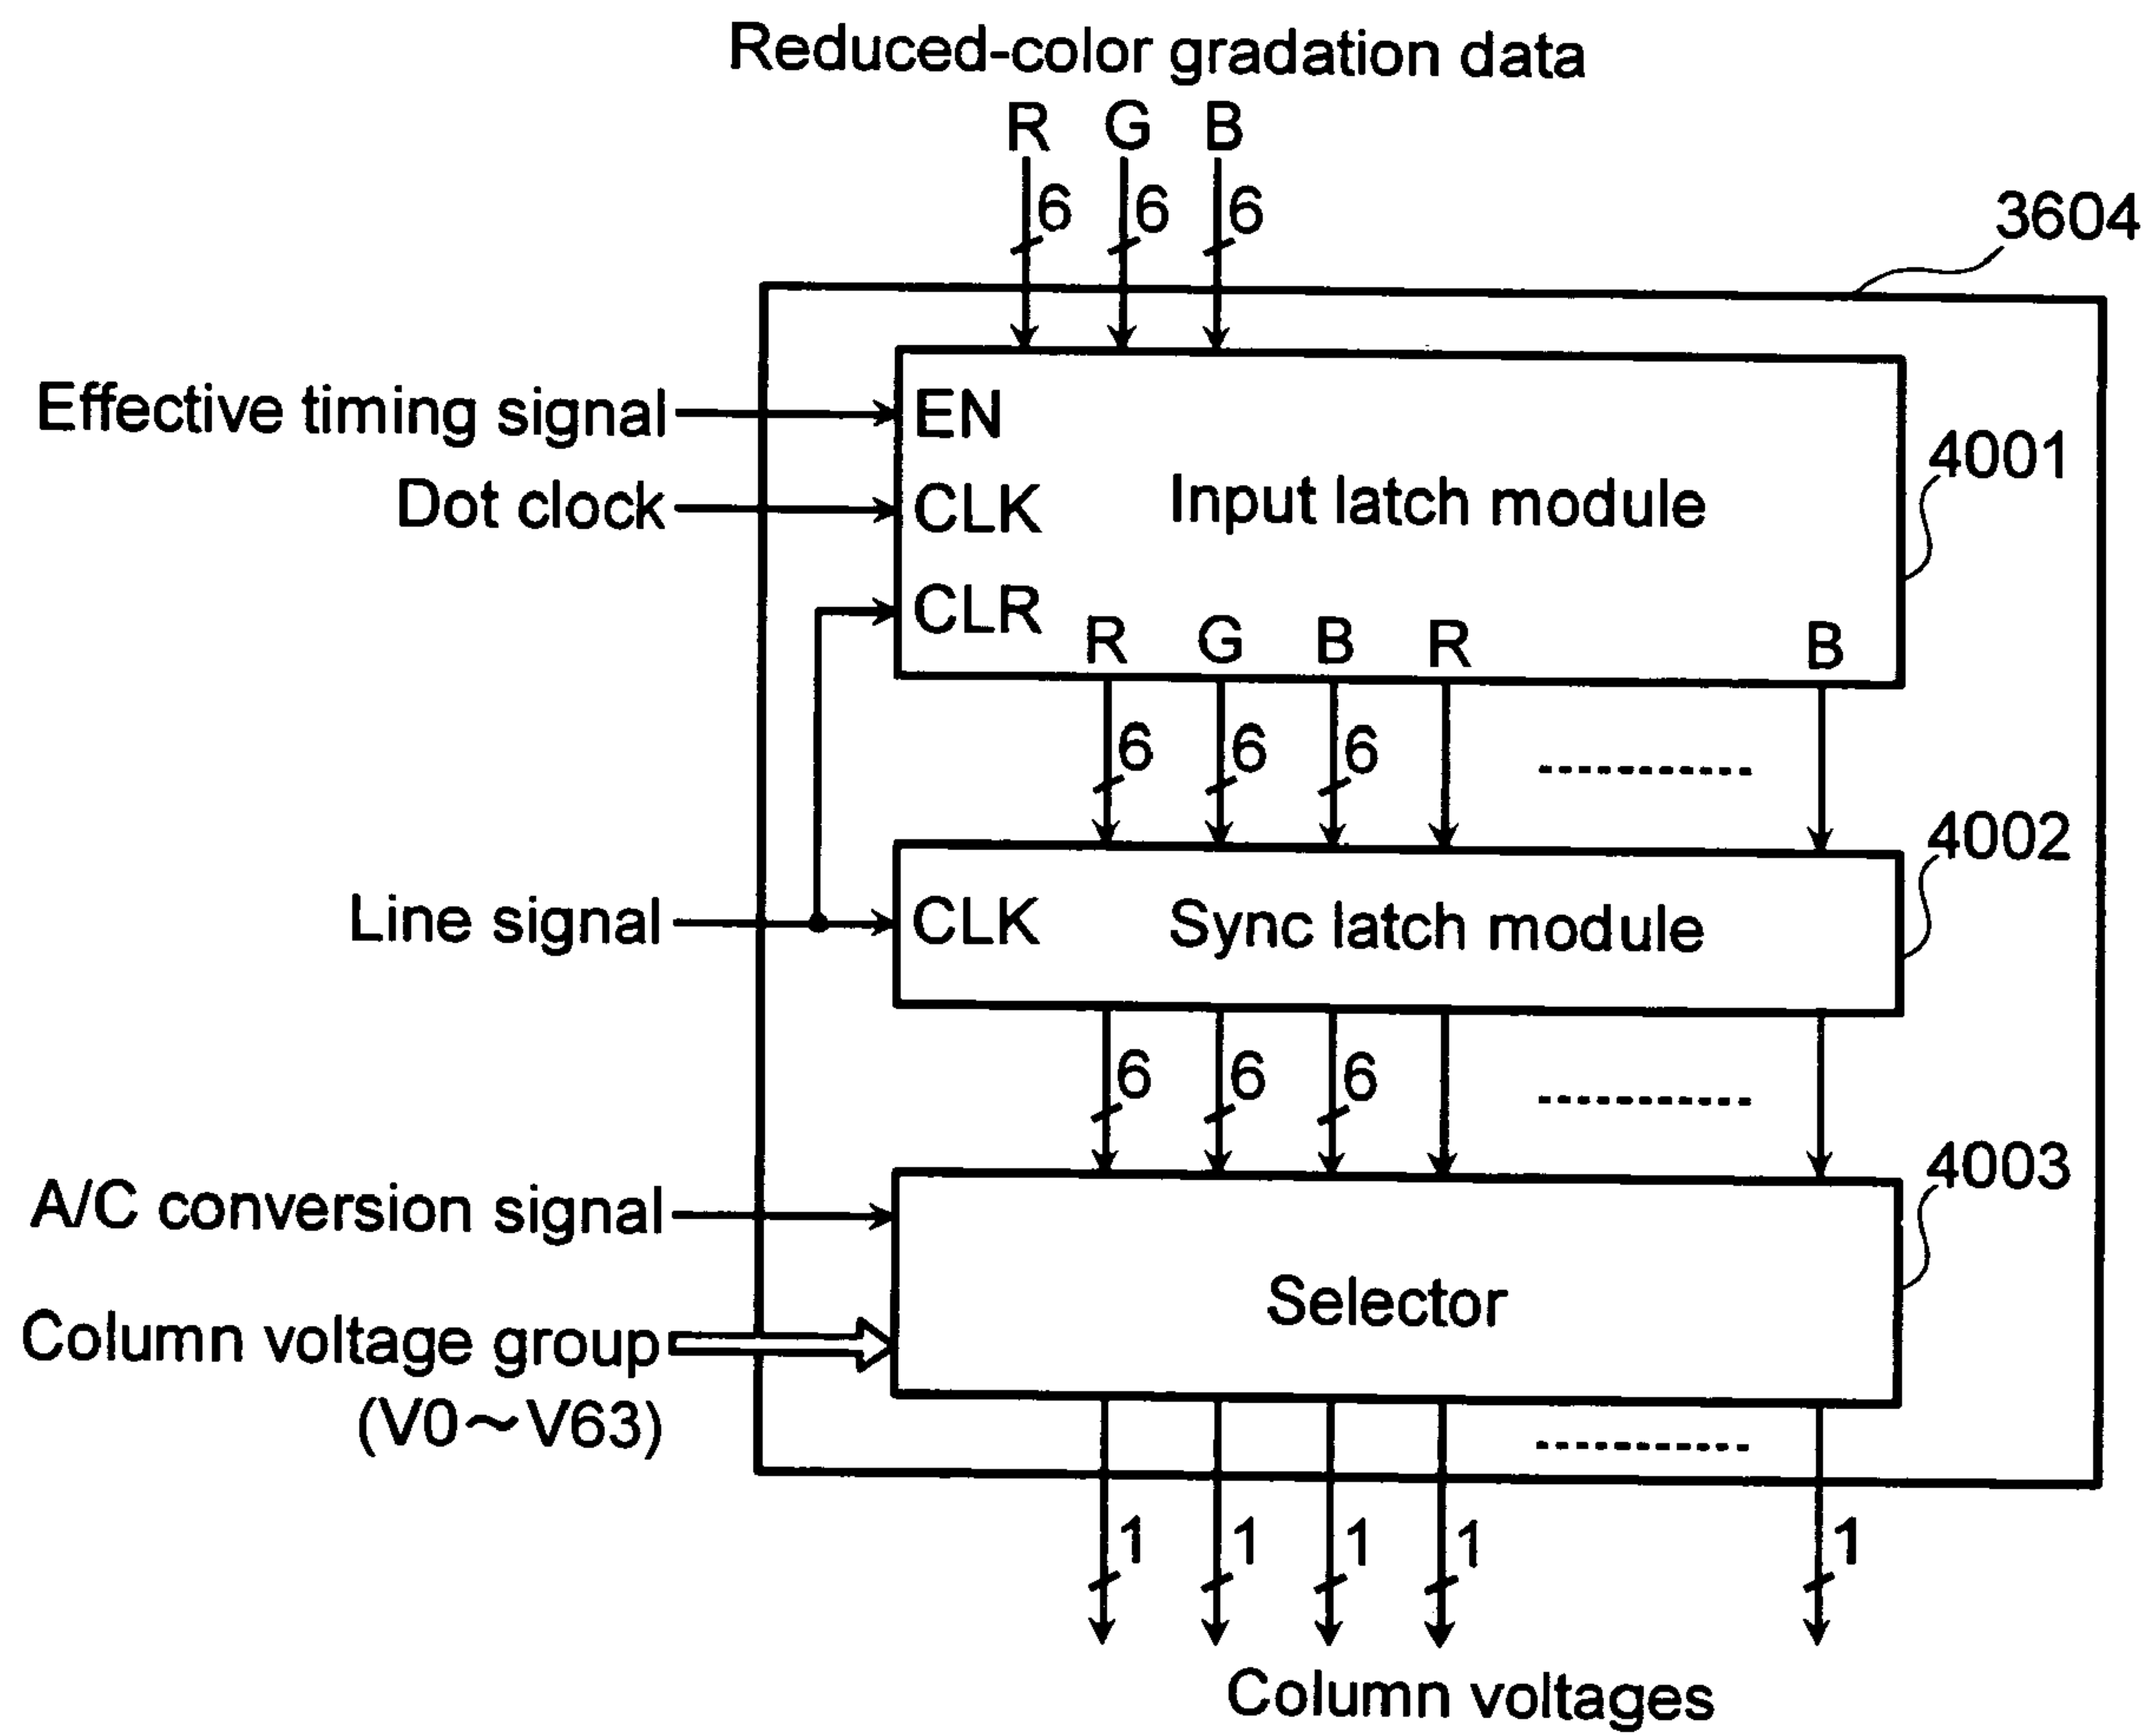 Reduced-color gradation data
R G B
6 6 6
3604
Effective timing signal
EN
4001
Dot clock
CLK
Input latch module
CLR
R G B R B
6 6 6
4002
Line signal
CLK
Sync latch module
6 6 6
4003
A/C conversion signal
Selector
Column voltage group
(V0～V63)
1 1 1 1 1
Column voltages